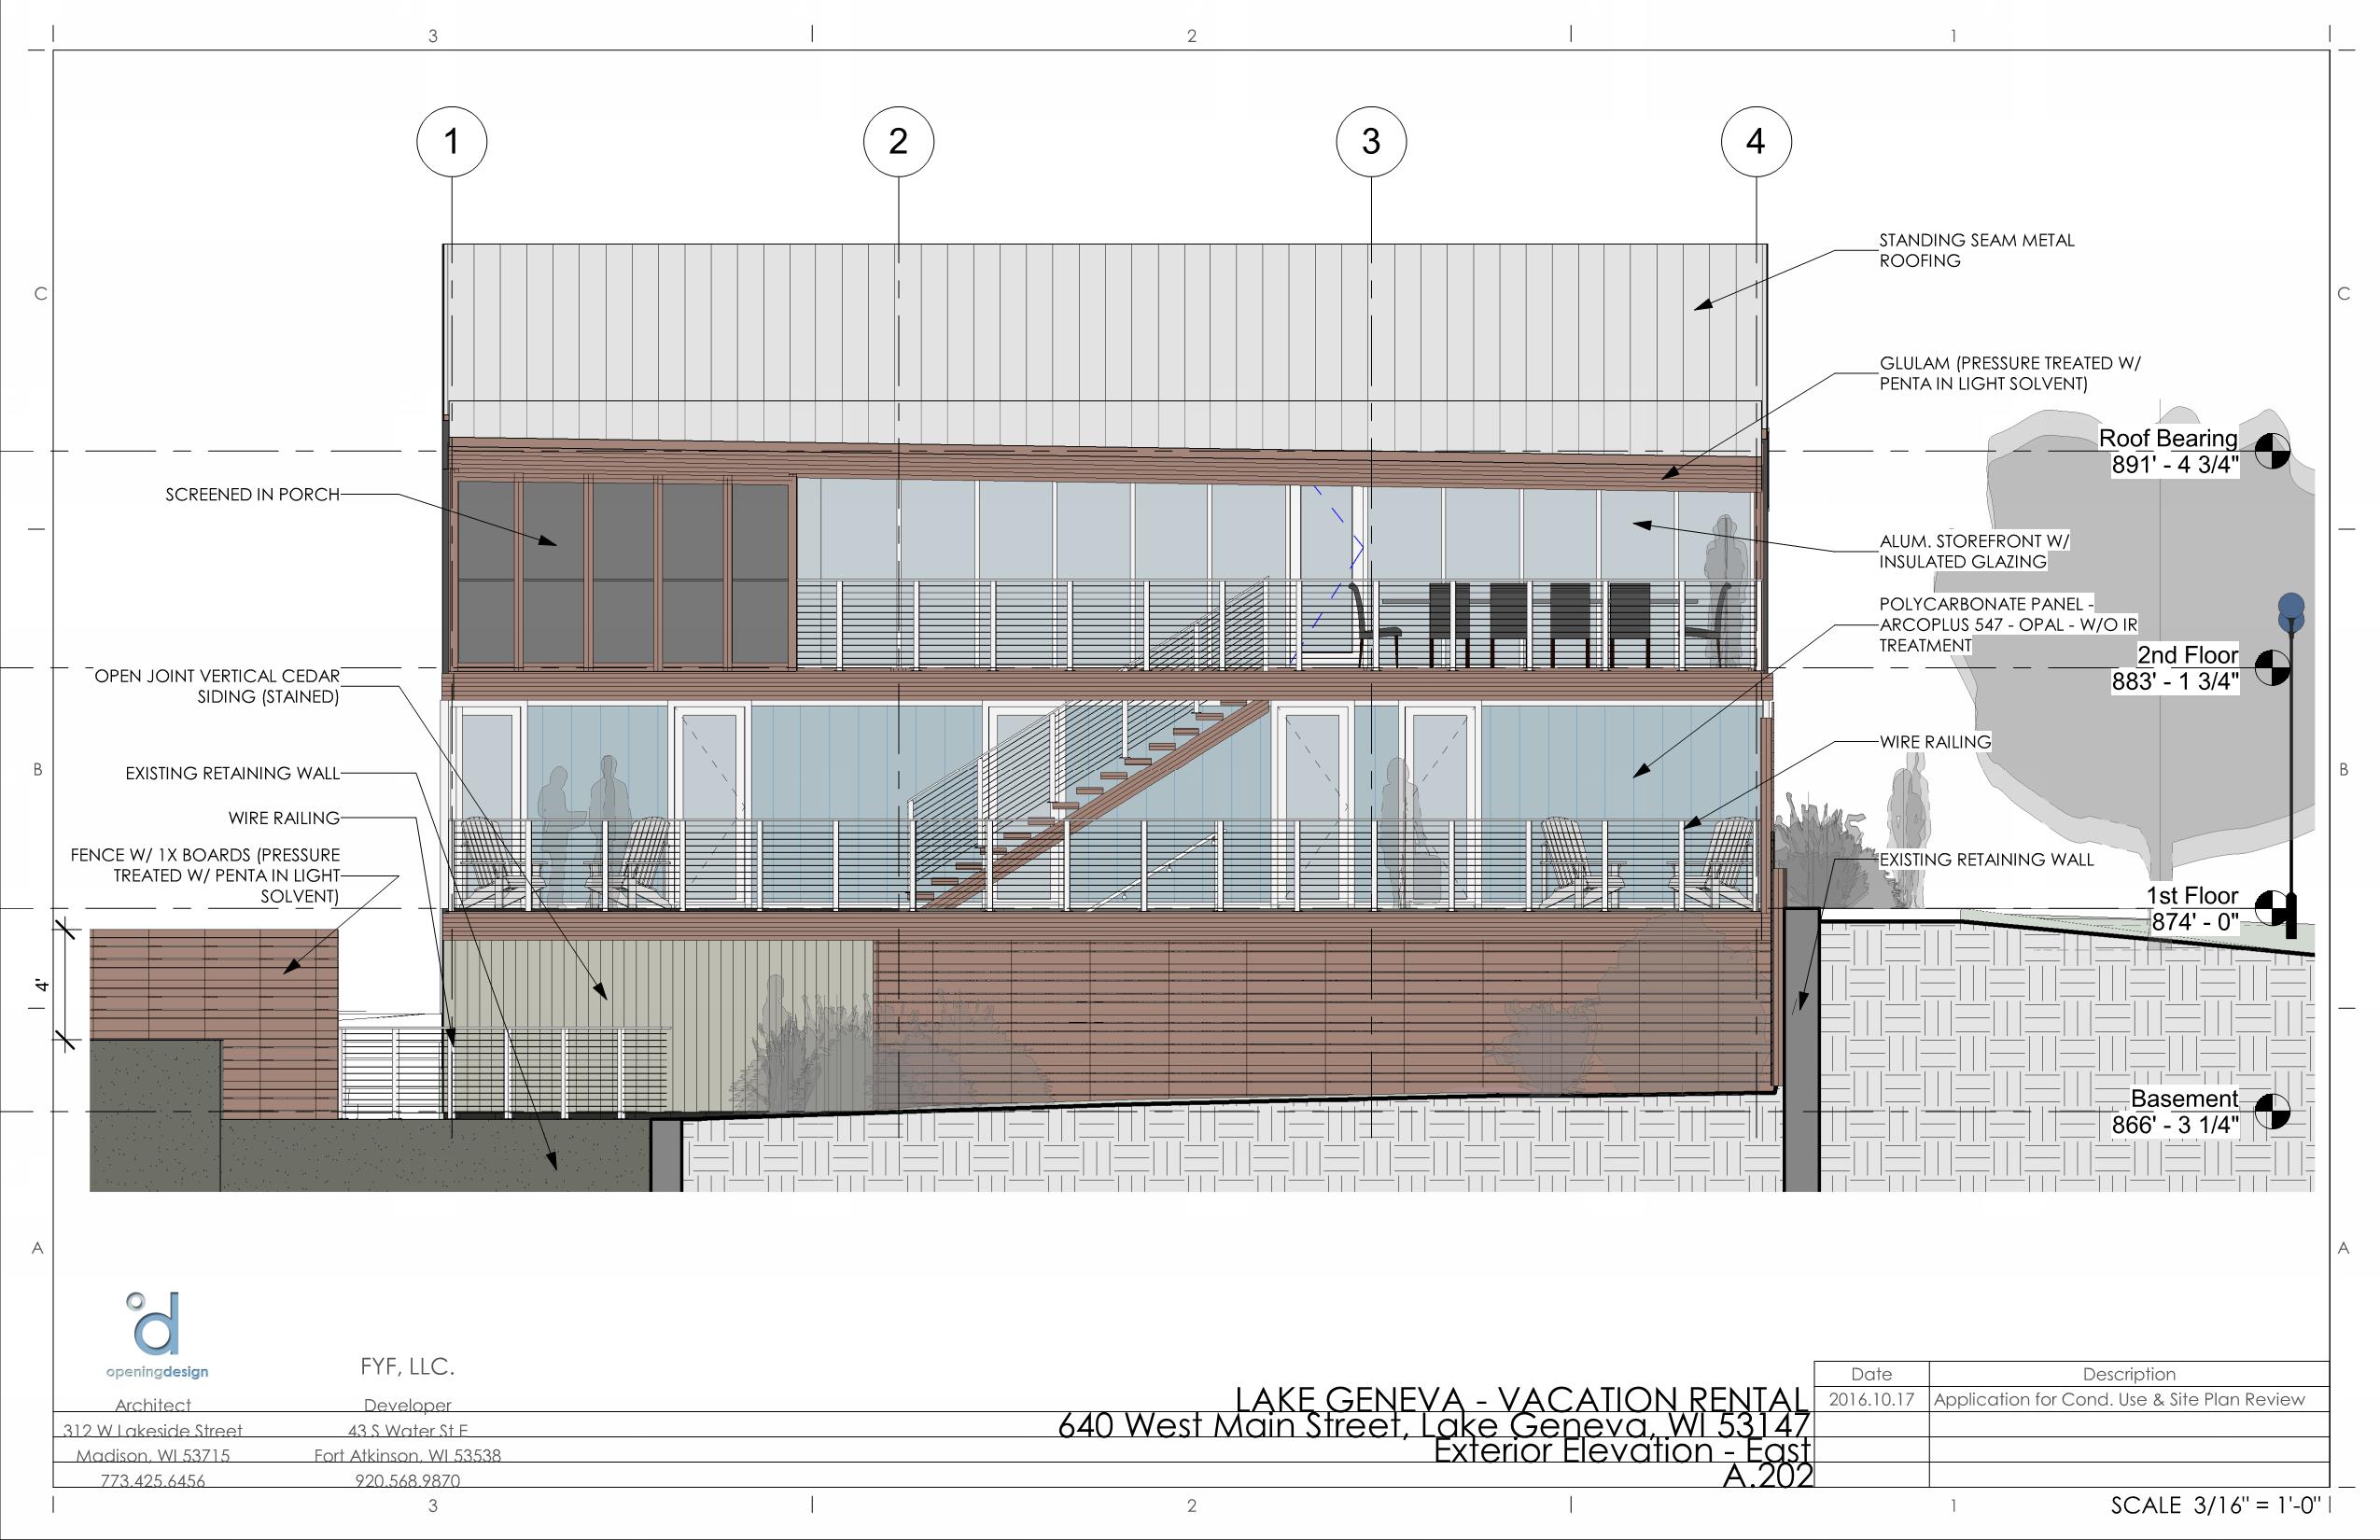 3
2
1
1
2
3
4
C
C
B
B
A
A
STANDING SEAM METAL
ROOFING
GLULAM (PRESSURE TREATED W/
PENTA IN LIGHT SOLVENT)
Roof Bearing
891' - 4 3/4"
SCREENED IN PORCH
ALUM. STOREFRONT W/
INSULATED GLAZING
POLYCARBONATE PANEL -
ARCOPLUS 547 - OPAL - W/O IR
TREATMENT
2nd Floor
883' - 1 3/4"
OPEN JOINT VERTICAL CEDAR
SIDING (STAINED)
WIRE RAILING
EXISTING RETAINING WALL
WIRE RAILING
FENCE W/ 1X BOARDS (PRESSURE
TREATED W/ PENTA IN LIGHT
SOLVENT)
EXISTING RETAINING WALL
1st Floor
874' - 0"
4'
Basement
866' - 3 1/4"
openingdesign
Architect
312 W Lakeside Street
Madison, WI 53715
773.425.6456
FYF, LLC.
Developer
43 S Water St E
Fort Atkinson, WI 53538
920.568.9870
LAKE GENEVA - VACATION RENTAL
640 West Main Street, Lake Geneva, WI 53147
Exterior Elevation - East
A.202
Date Description
2016.10.17 Application for Cond. Use & Site Plan Review
3
2
1
SCALE 3/16" = 1'-0"